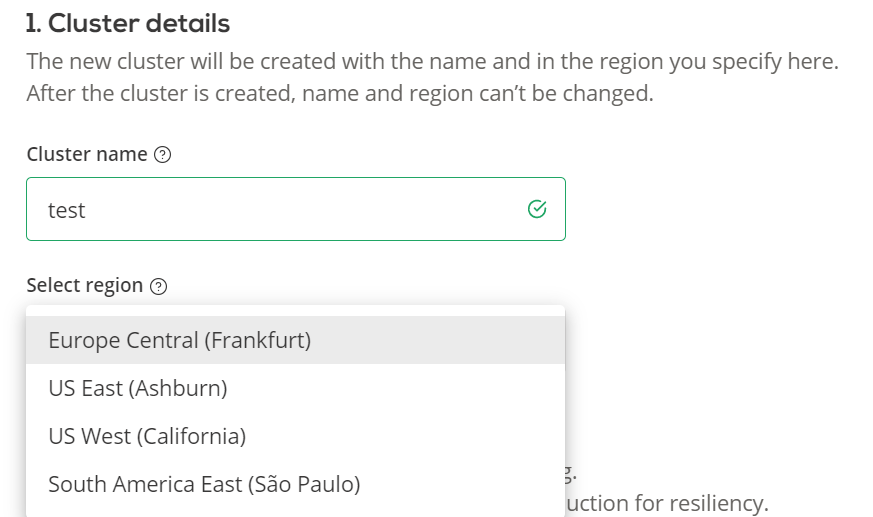 1. Cluster details
The new cluster will be created with the name and in the region you specify here.
After the cluster is created, name and region can’t be changed.
Cluster name
test
Select region
Europe Central (Frankfurt)
US East (Ashburn)
US West (California)
South America East (São Paulo)
for resiliency.